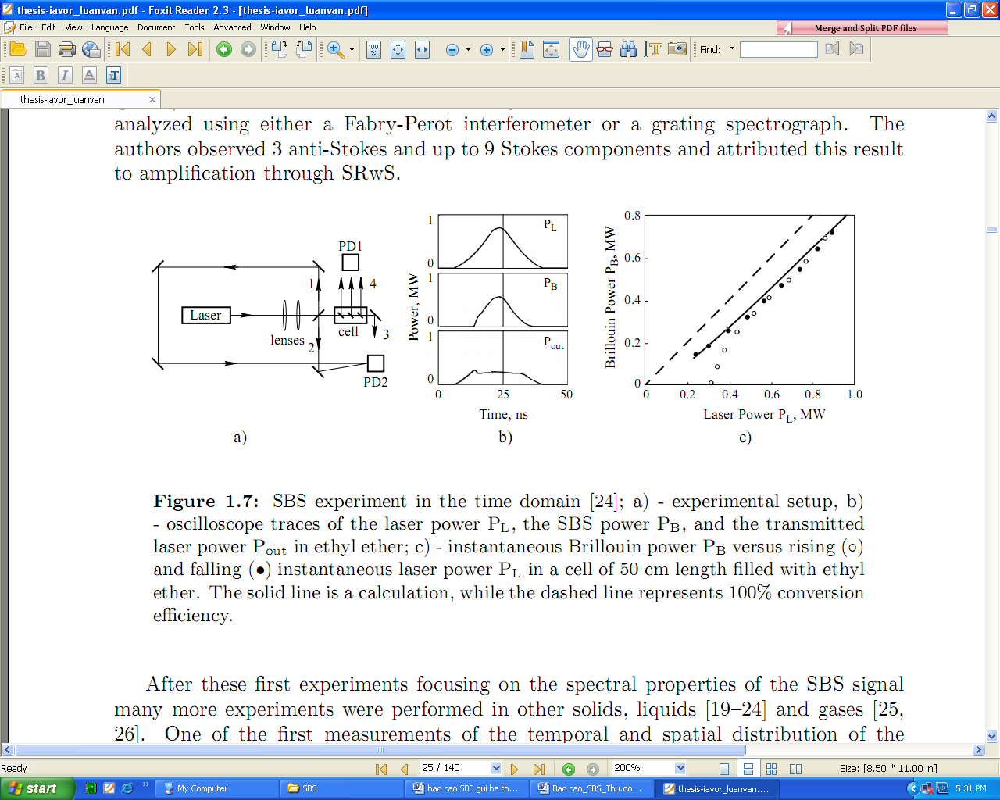 thesis-iavor_luanvan.pdf - Foxit Reader 2.3 - [thesis-iavor_luanvan.pdf]
File Edit View Language Document Tools Advanced Window Help
Merge and Split PDF files
Find:
thesis-iavor_luanvan
analyzed using either a Fabry-Perot interferometer or a grating spectrograph. The
authors observed 3 anti-Stokes and up to 9 Stokes components and attributed this result
to amplification through SRwS.
PD1
1
4
Laser
lenses
2
cell
3
PD2
a)
Power, MW
1
P_L
0
1
P_B
0
1
P_out
0
0 25 50
Time, ns
b)
Brillouin Power P_B, MW
0.8
0.6
0.4
0.2
0
0 0.2 0.4 0.6 0.8 1.0
Laser Power P_L, MW
c)
Figure 1.7: SBS experiment in the time domain [24]; a) - experimental setup, b)
- oscilloscope traces of the laser power P_L, the SBS power P_B, and the transmitted
laser power P_out in ethyl ether; c) - instantaneous Brillouin power P_B versus rising (○)
and falling (●) instantaneous laser power P_L in a cell of 50 cm length filled with ethyl
ether. The solid line is a calculation, while the dashed line represents 100% conversion
efficiency.
After these first experiments focusing on the spectral properties of the SBS signal
many more experiments were performed in other solids, liquids [19–24] and gases [25,
26]. One of the first measurements of the temporal and spatial distribution of the
Ready
25 / 140
200%
Size: [8.50 * 11.00 in]
start
My Computer
SBS
bao cao SBS gui be th...
Bao cao_SBS_Thu.do...
thesis-iavor_luanvan....
5:31 PM